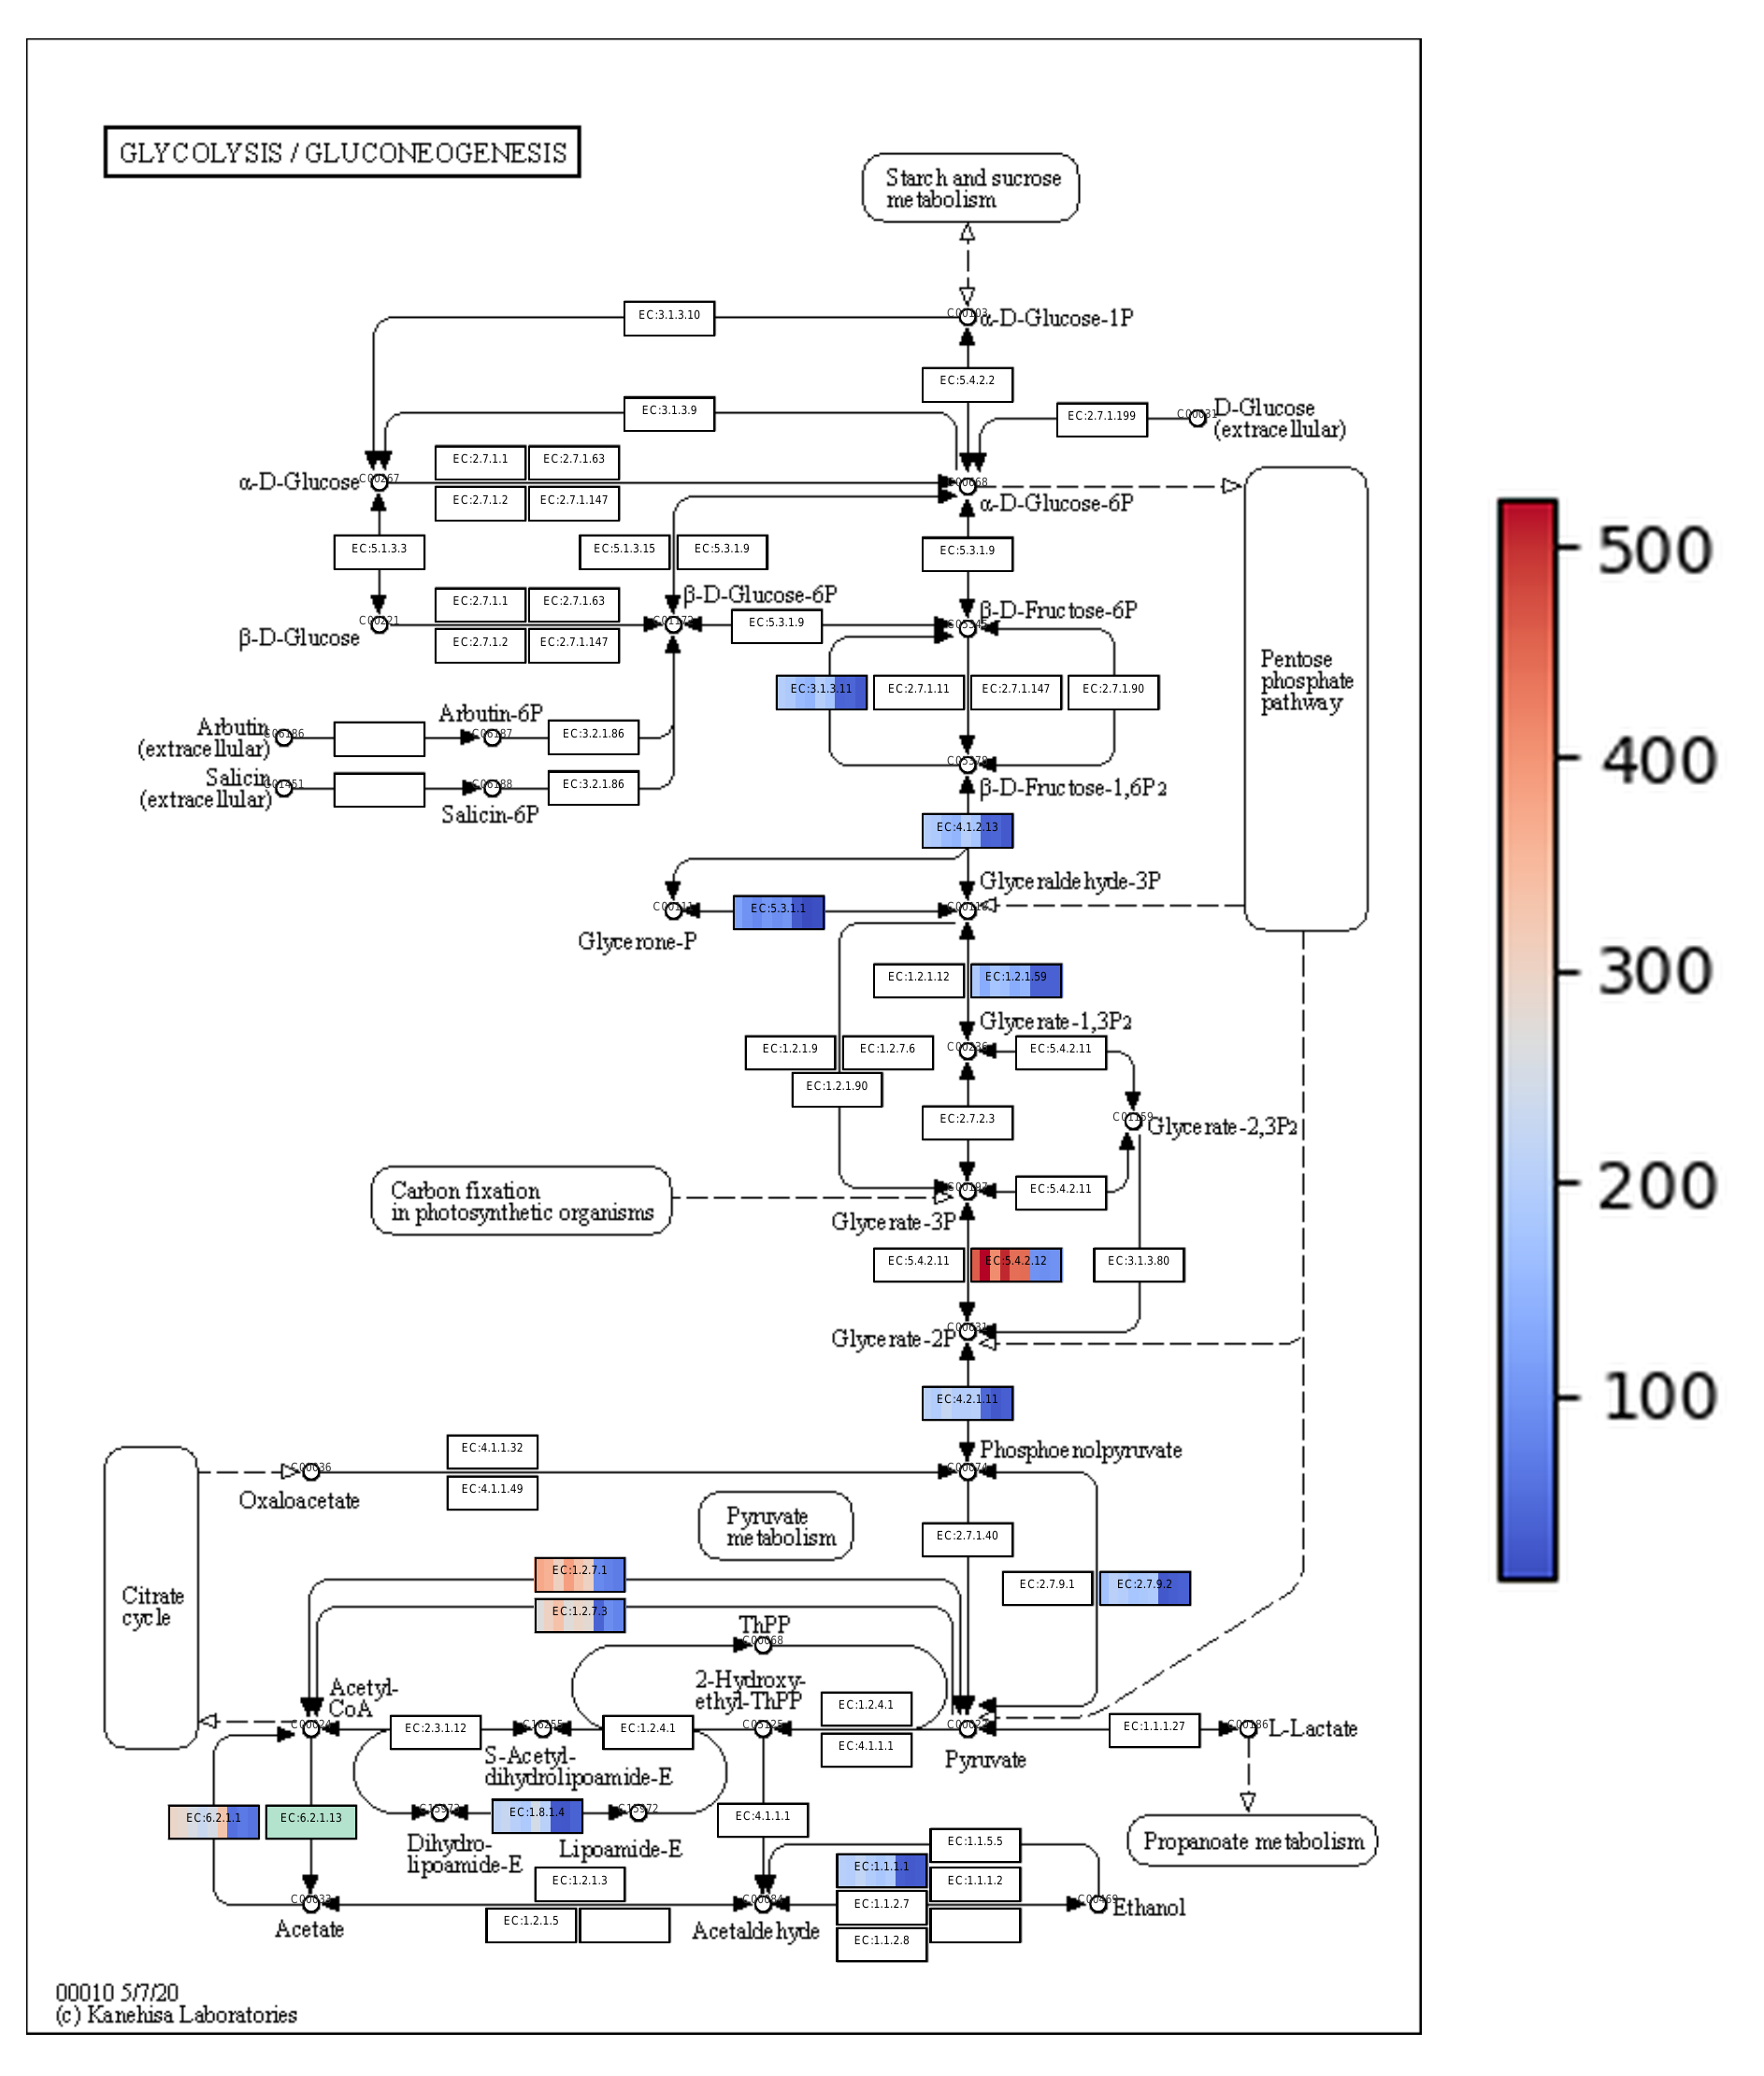 GLYCOLYSIS / GLUCONEOGENESIS
Starch and sucrose
metabolism
EC:3.1.3.10
C00103
α-D-Glucose-1P
EC:5.4.2.2
EC:3.1.3.9
EC:2.7.1.199
C00031
D-Glucose
(extracellular)
EC:2.7.1.1
EC:2.7.1.63
α-D-Glucose
C00267
C00668
EC:2.7.1.2
EC:2.7.1.147
α-D-Glucose-6P
EC:5.1.3.3
EC:5.1.3.15
EC:5.3.1.9
EC:5.3.1.9
500
β-D-Glucose-6P
EC:2.7.1.1
EC:2.7.1.63
β-D-Fructose-6P
C00221
EC:5.3.1.9
β-D-Glucose
EC:2.7.1.2
EC:2.7.1.147
Pentose
phosphate
pathway
EC:3.1.3.11
EC:2.7.1.11
EC:2.7.1.147
EC:2.7.1.90
Arbutin-6P
Arbutin
(extracellular)
C06186
C06187
EC:3.2.1.86
400
Salicin
(extracellular)
C01451
C06188
EC:3.2.1.86
C05378
β-D-Fructose-1,6P2
Salicin-6P
EC:4.1.2.13
Glyceraldehyde-3P
C00111
EC:5.3.1.1
C00118
Glycerone-P
EC:1.2.1.12
EC:1.2.1.59
300
Glycerate-1,3P2
EC:1.2.1.9
EC:1.2.7.6
C00236
EC:5.4.2.11
EC:1.2.1.90
EC:2.7.2.3
C01159
Glycerate-2,3P2
Carbon fixation
in photosynthetic organisms
C00197
EC:5.4.2.11
200
Glycerate-3P
EC:5.4.2.11
EC:5.4.2.12
EC:3.1.3.80
C00631
Glycerate-2P
EC:4.2.1.11
100
EC:4.1.1.32
Phosphoenolpyruvate
C00036
C00074
Oxaloacetate
EC:4.1.1.49
Pyruvate
metabolism
EC:2.7.1.40
EC:1.2.7.1
EC:2.7.9.1
EC:2.7.9.2
Citrate
cycle
EC:1.2.7.3
ThPP
C00068
Acetyl-
CoA
2-Hydroxy-
ethyl-ThPP
EC:1.2.4.1
C00024
EC:2.3.1.12
C16255
EC:1.2.4.1
C05125
C00022
EC:1.1.1.27
C00186
L-Lactate
EC:4.1.1.1
Pyruvate
S-Acetyl-
dihydrolipoamide-E
EC:6.2.1.1
EC:6.2.1.13
C15973
EC:1.8.1.4
C15972
EC:4.1.1.1
Dihydro-
lipoamide-E
Lipoamide-E
EC:1.1.5.5
Propanoate metabolism
EC:1.2.1.3
EC:1.1.1.1
EC:1.1.1.2
C00033
C00084
EC:1.1.2.7
C00469
Ethanol
Acetate
EC:1.2.1.5
Acetaldehyde
EC:1.1.2.8
00010 5/7/20
(c) Kanehisa Laboratories